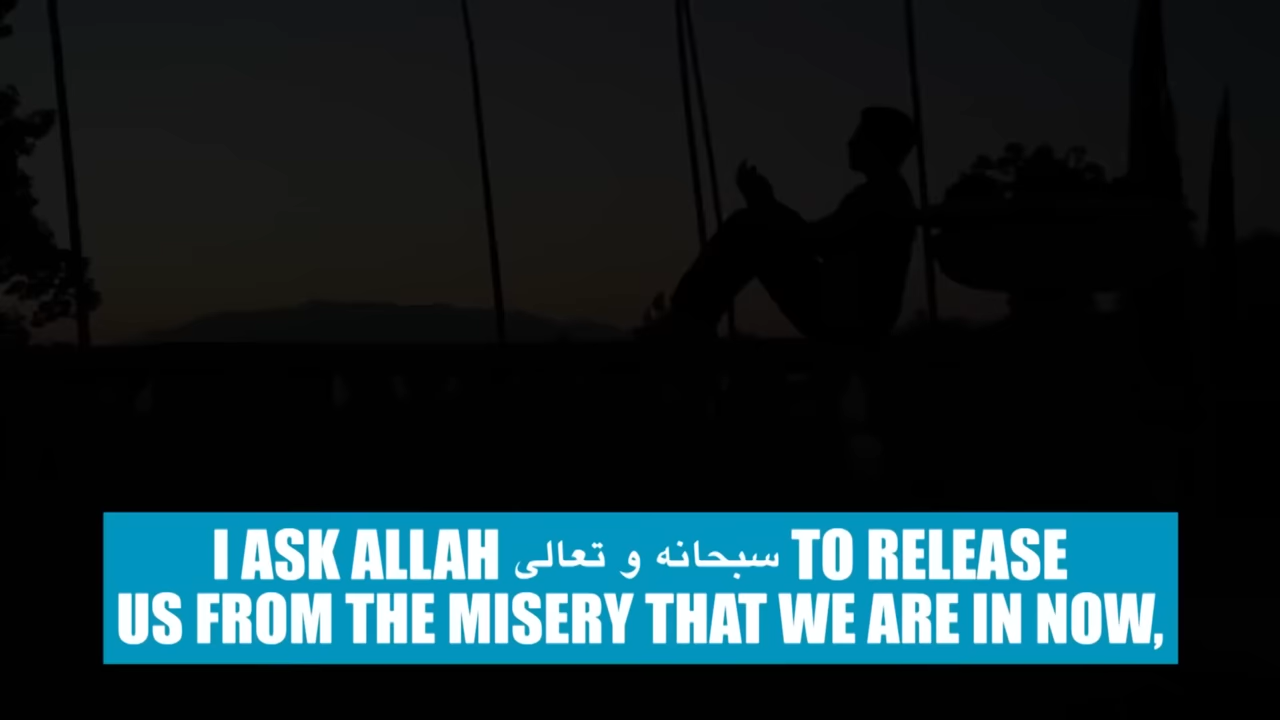 I ASK ALLAH سبحانه و تعالى TO RELEASE
US FROM THE MISERY THAT WE ARE IN NOW,